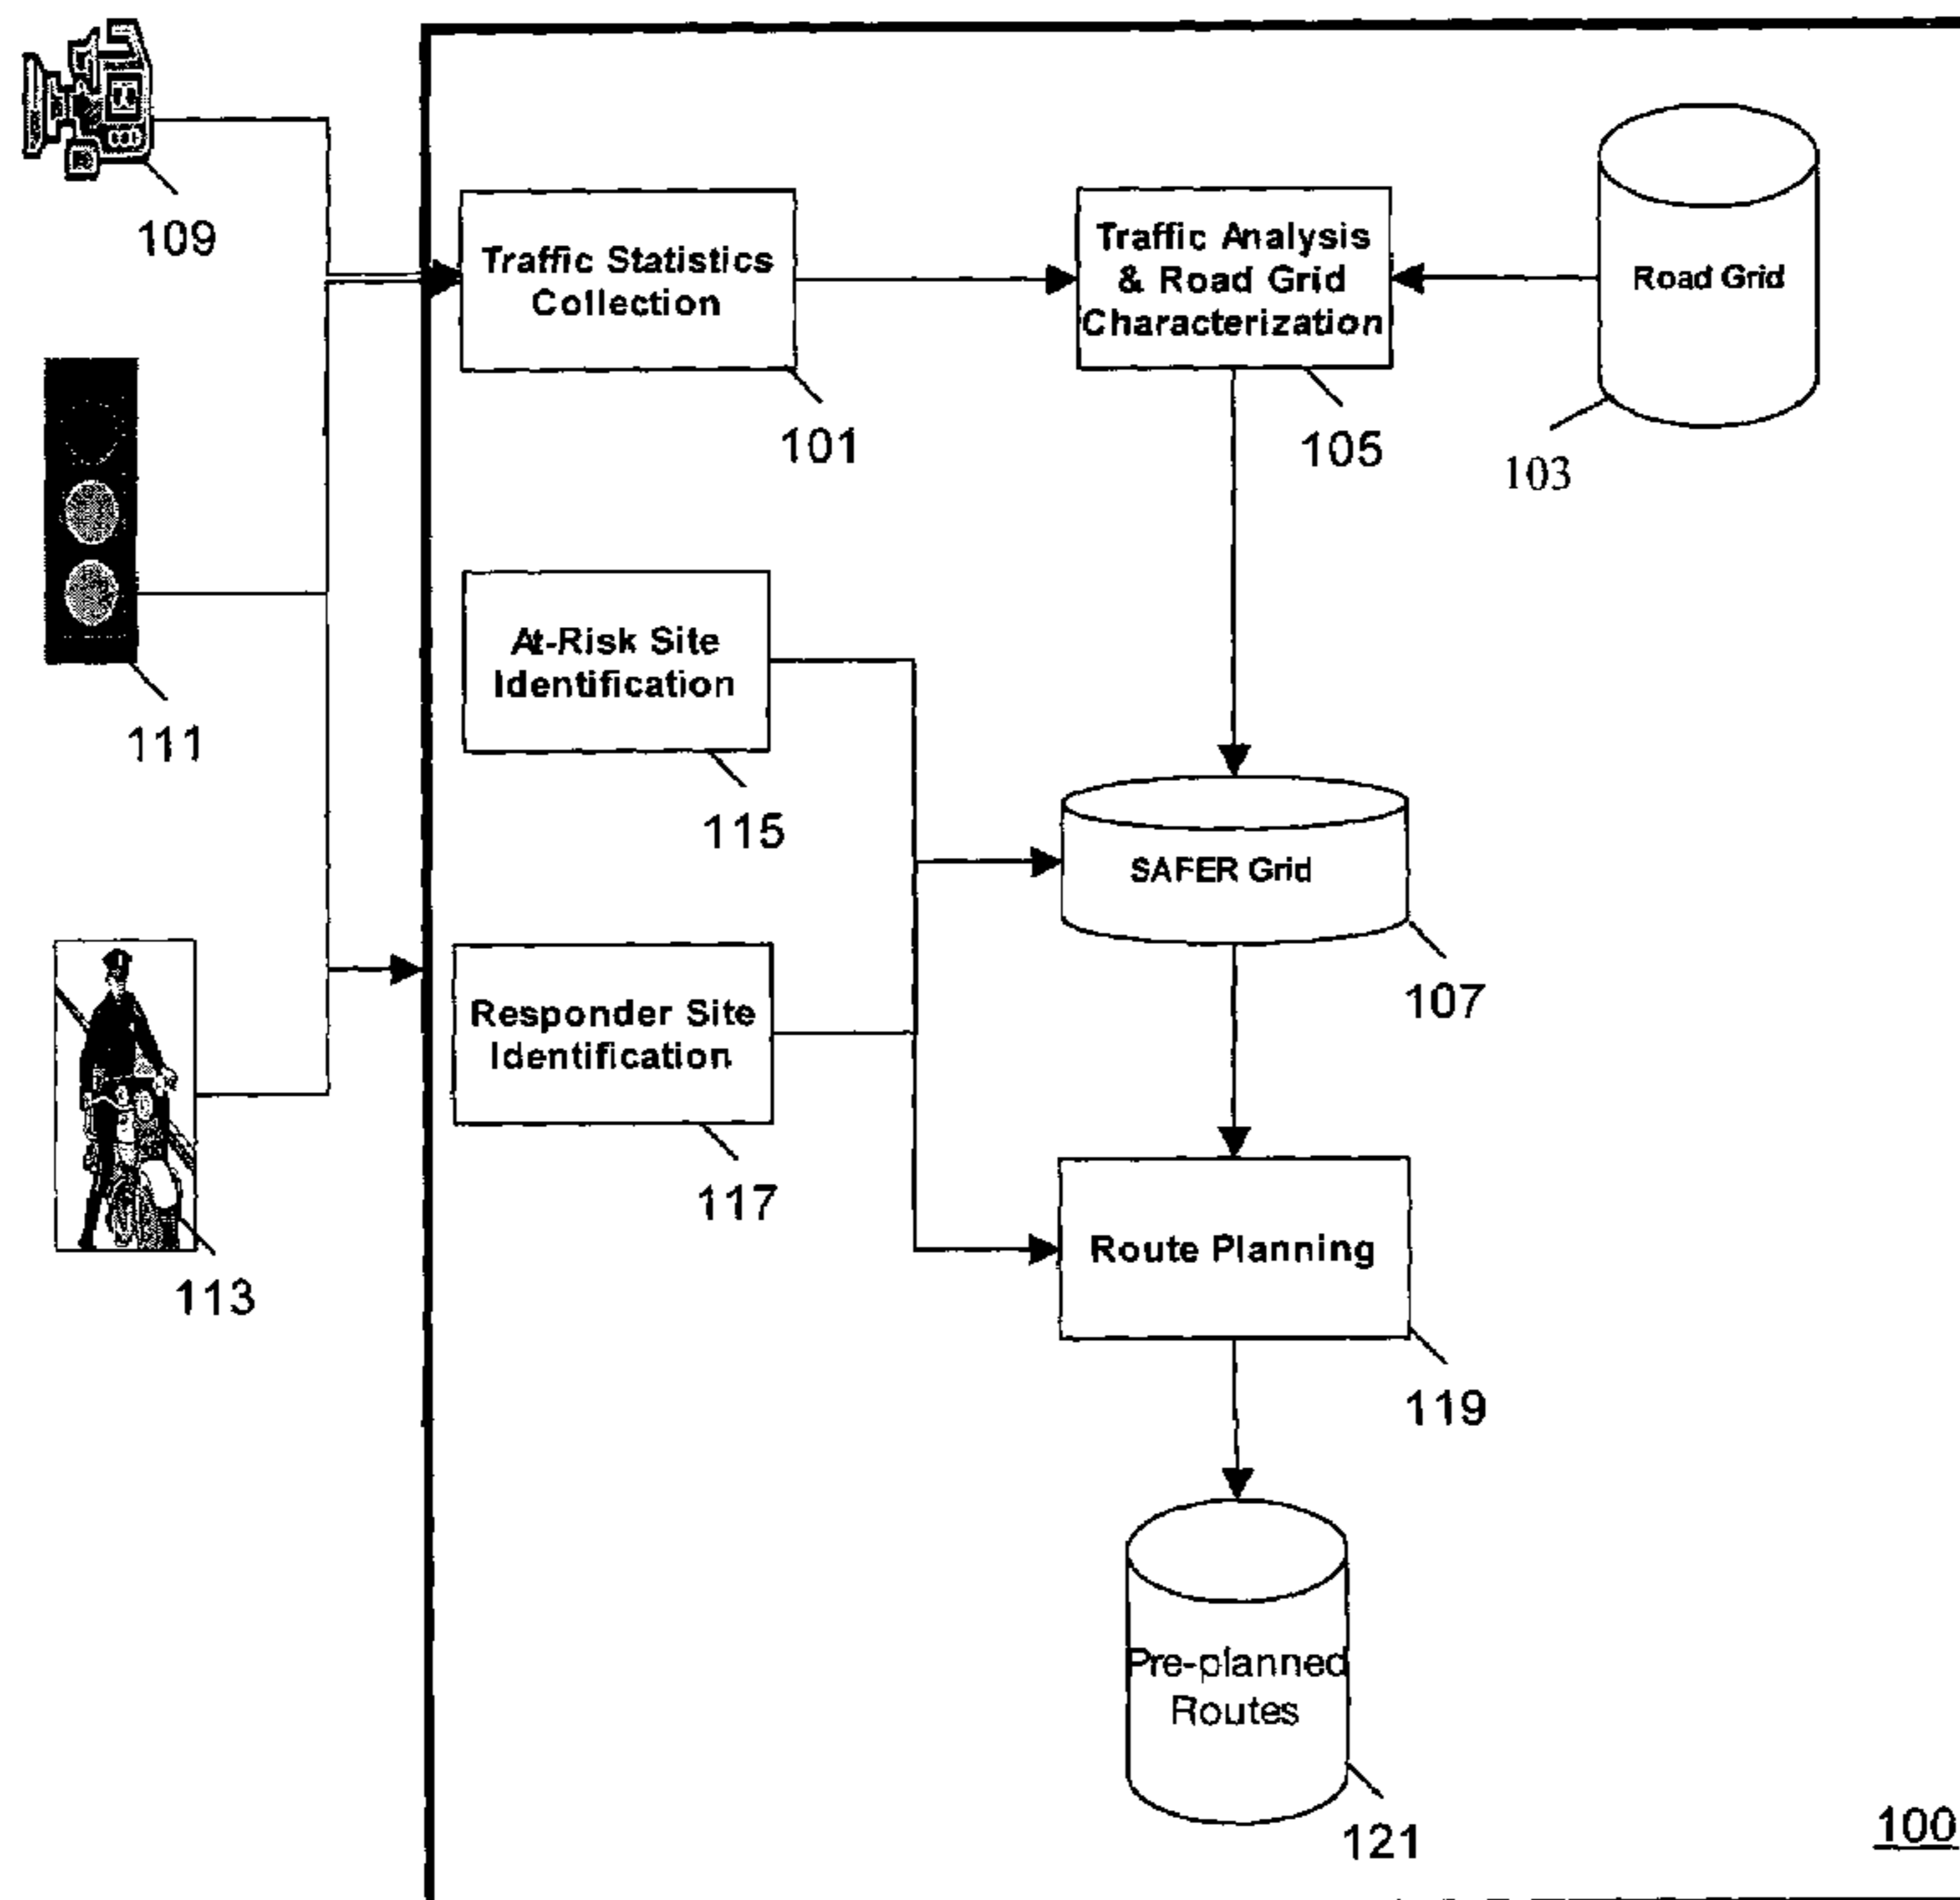 109
Traffic Statistics
Collection
101
Traffic Analysis
& Road Grid
Characterization
105
Road Grid
103
111
At-Risk Site
Identification
115
SAFER Grid
107
Responder Site
Identification
117
113
Route Planning
119
Pre-planned
Routes
121
100